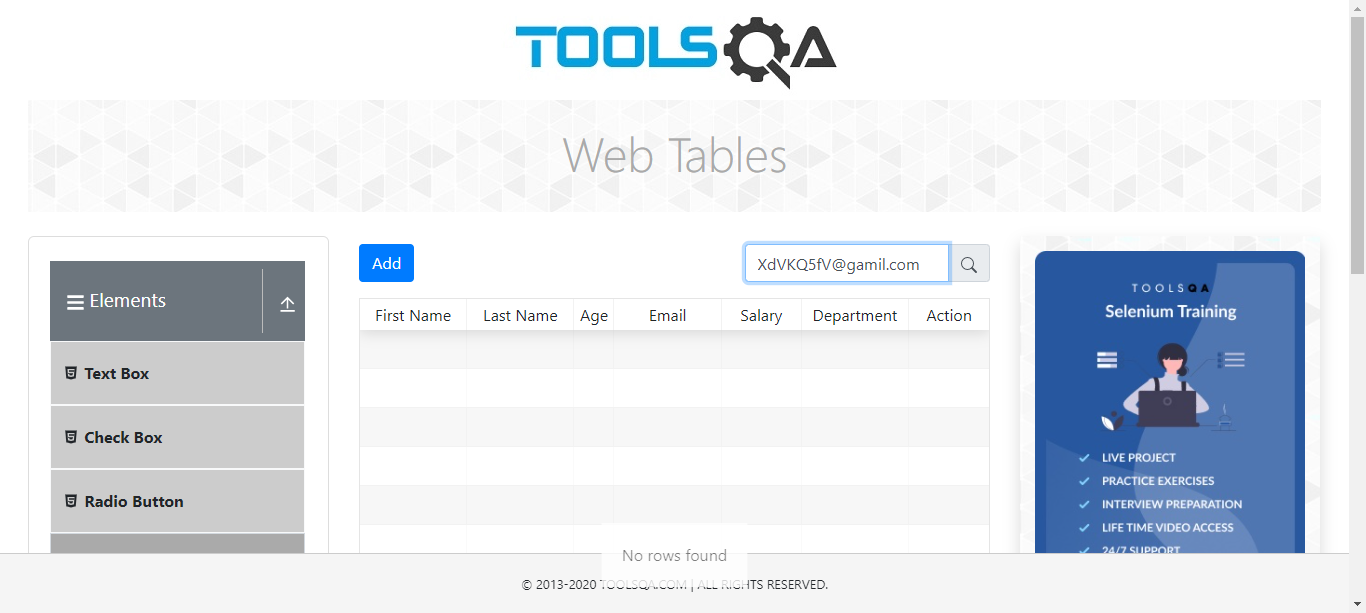 TOOLSQA
Web Tables
Elements
Text Box
Check Box
Radio Button
Add
XdVKQ5fV@gamil.com
First Name Last Name Age Email Salary Department Action
No rows found
TOOLSQA
Selenium Training
LIVE PROJECT
PRACTICE EXERCISES
INTERVIEW PREPARATION
LIFE TIME VIDEO ACCESS
24/7 SUPPORT
© 2013-2020 TOOLSQA.COM | ALL RIGHTS RESERVED.